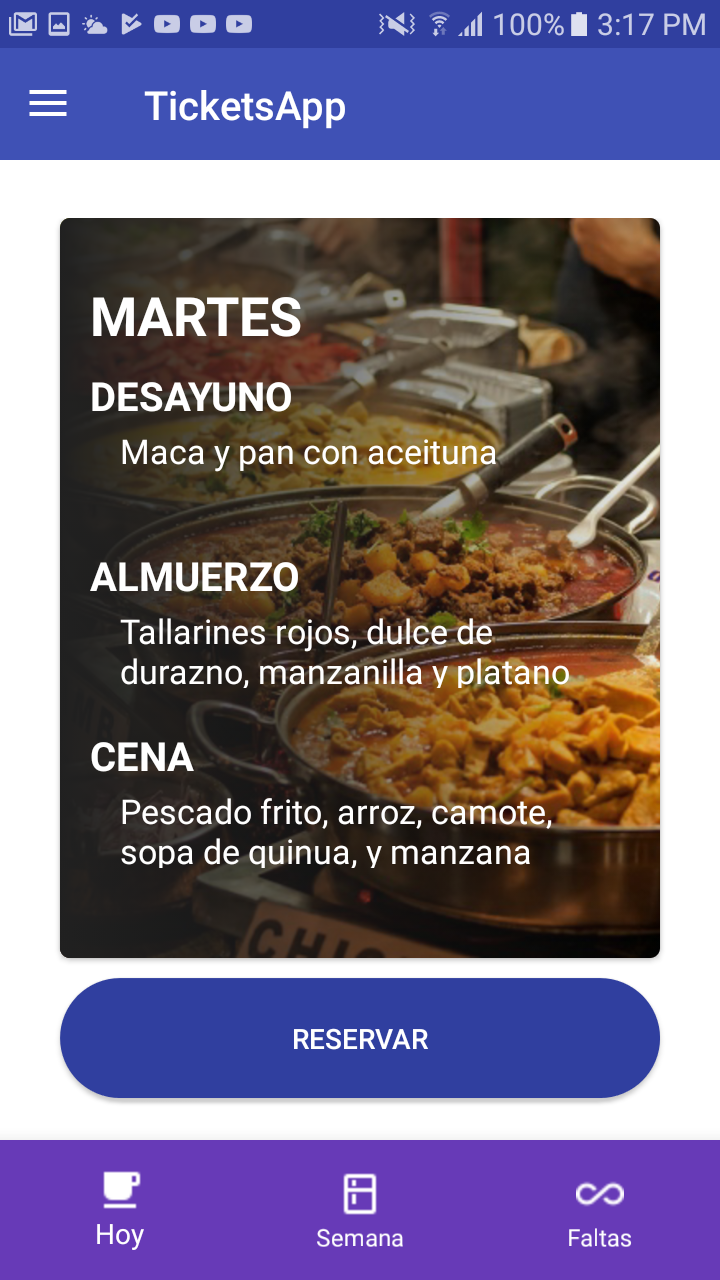 100% 3:17 PM
TicketsApp
MARTES
DESAYUNO
Maca y pan con aceituna
ALMUERZO
Tallarines rojos, dulce de
durazno, manzanilla y platano
CENA
Pescado frito, arroz, camote,
sopa de quinua, y manzana
RESERVAR
Hoy
Semana
Faltas